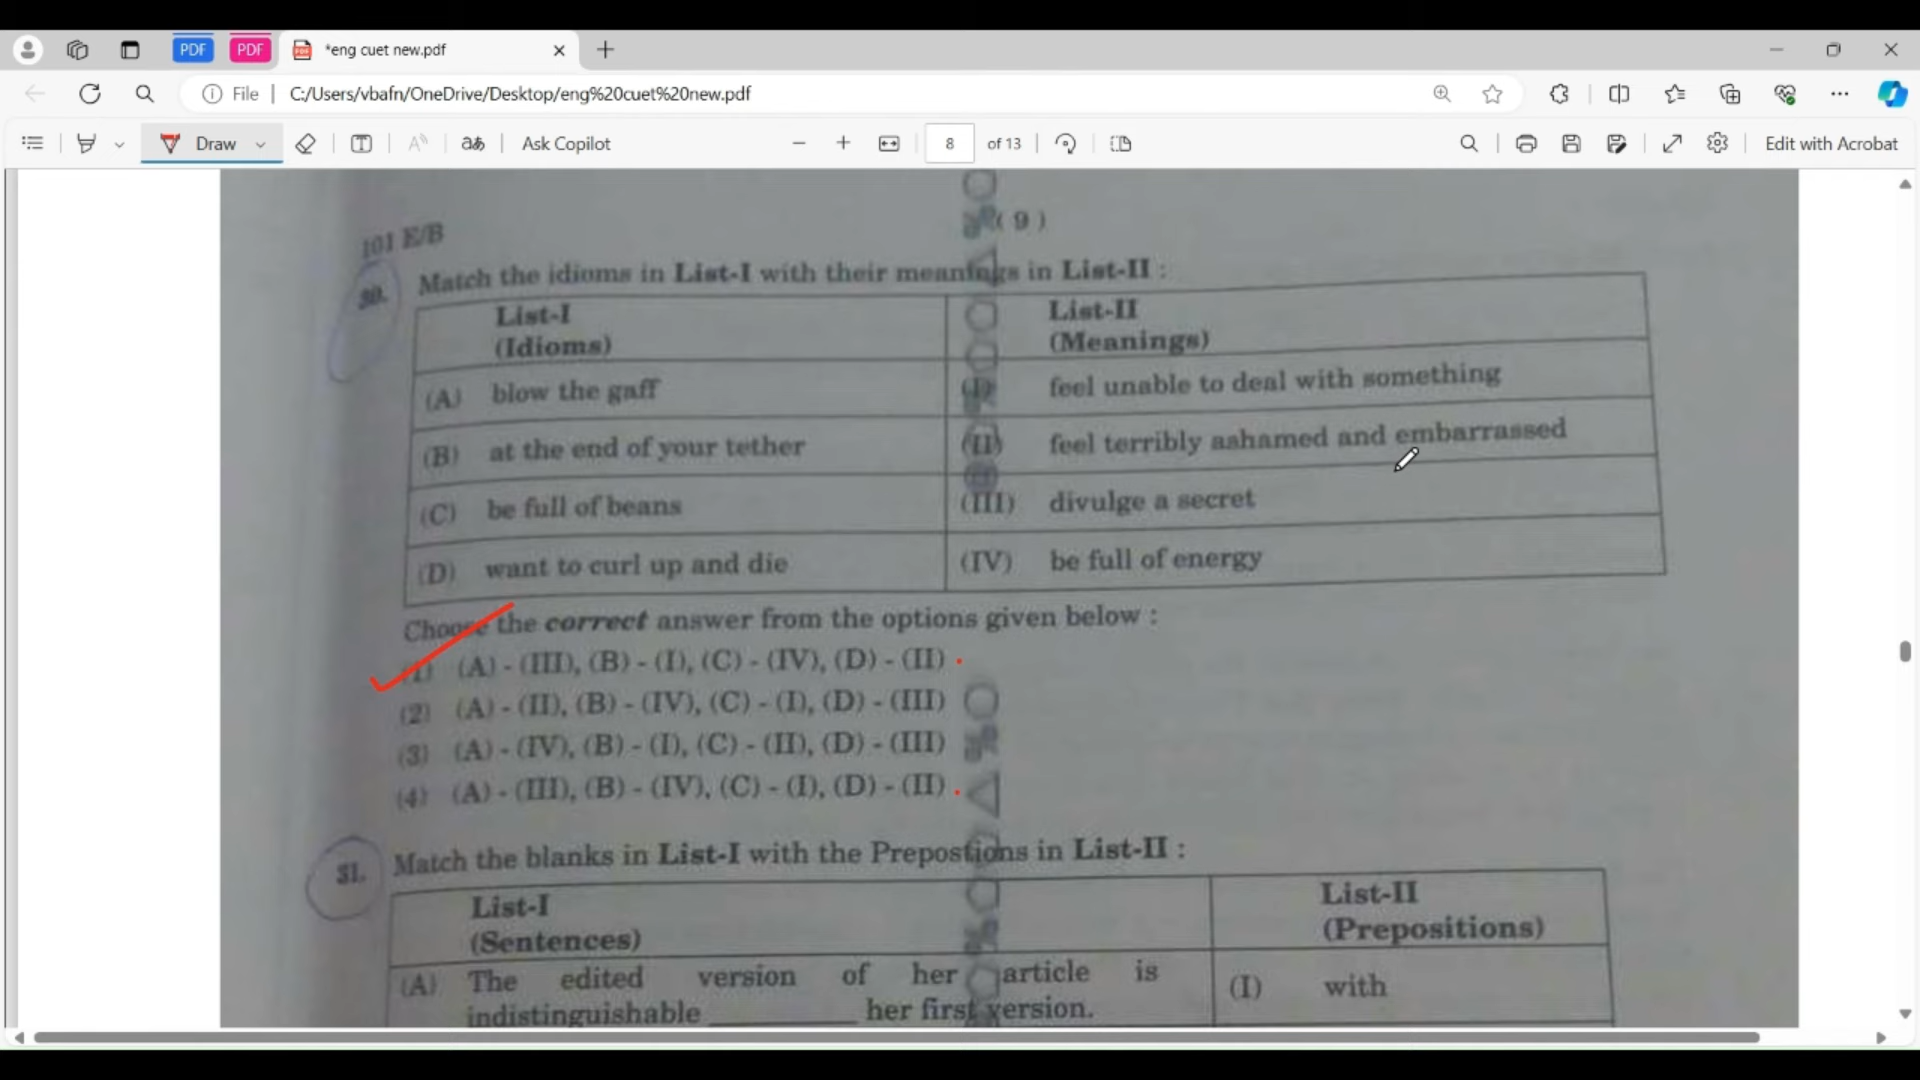 PDF
PDF
*eng cuet new.pdf
File
C:/Users/vbafn/OneDrive/Desktop/eng%20cuet%20new.pdf
Draw
Ask Copilot
8
of 13
Edit with Acrobat
101 E/B
( 9 )
30. Match the idioms in List-I with their meanings in List-II :
List-I
(Idioms)
List-II
(Meanings)
(A) blow the gaff
(I) feel unable to deal with something
(B) at the end of your tether
(II) feel terribly ashamed and embarrassed
(C) be full of beans
(III) divulge a secret
(D) want to curl up and die
(IV) be full of energy
Choose the correct answer from the options given below :
(1) (A) - (III), (B) - (I), (C) - (IV), (D) - (II)
(2) (A) - (II), (B) - (IV), (C) - (I), (D) - (III)
(3) (A) - (IV), (B) - (I), (C) - (II), (D) - (III)
(4) (A) - (III), (B) - (IV), (C) - (I), (D) - (II)
31. Match the blanks in List-I with the Prepostions in List-II :
List-I
(Sentences)
List-II
(Prepositions)
(A) The edited version of her article is
indistinguishable __________ her first version.
(I) with